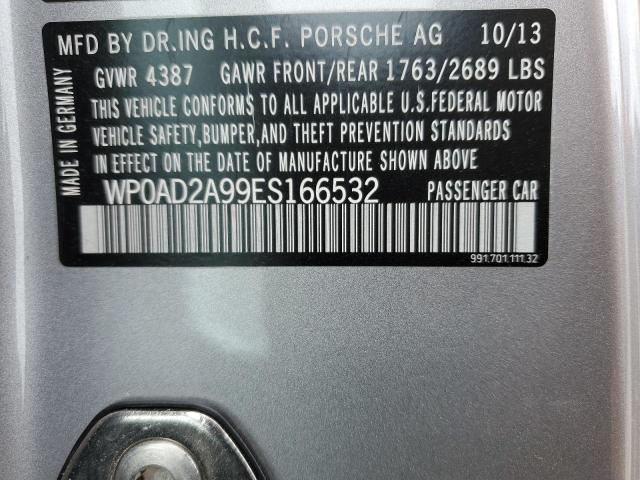 MFD BY DR.ING H.C.F. PORSCHE AG 10/13
GVWR 4387 GAWR FRONT/REAR 1763/2689 LBS
THIS VEHICLE CONFORMS TO ALL APPLICABLE U.S.FEDERAL MOTOR
VEHICLE SAFETY,BUMPER,AND THEFT PREVENTION STANDARDS
IN EFFECT ON THE DATE OF MANUFACTURE SHOWN ABOVE
WP0AD2A99ES166532 PASSENGER CAR
991.701.111.32
MADE IN GERMANY